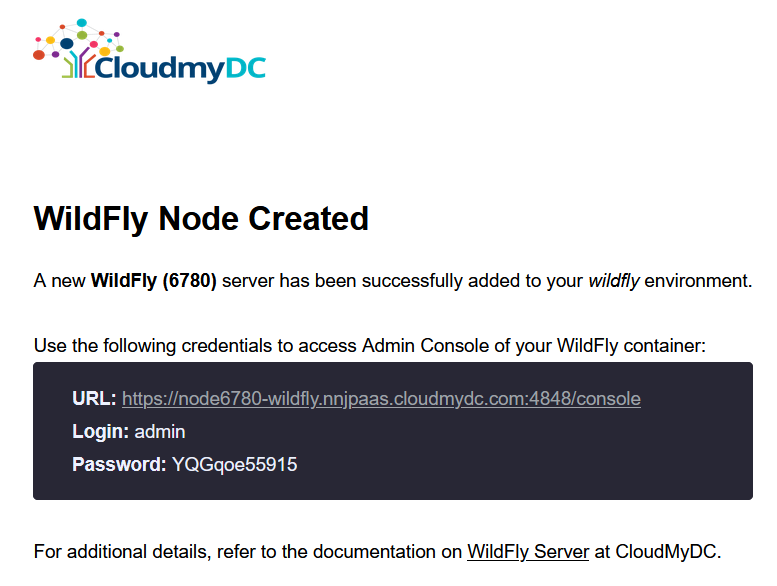 CloudmyDC
WildFly Node Created
A new WildFly (6780) server has been successfully added to your wildfly environment.
Use the following credentials to access Admin Console of your WildFly container:
URL: https://node6780-wildfly.nnjpaas.cloudmydc.com:4848/console
Login: admin
Password: YQGqoe55915
For additional details, refer to the documentation on WildFly Server at CloudMyDC.